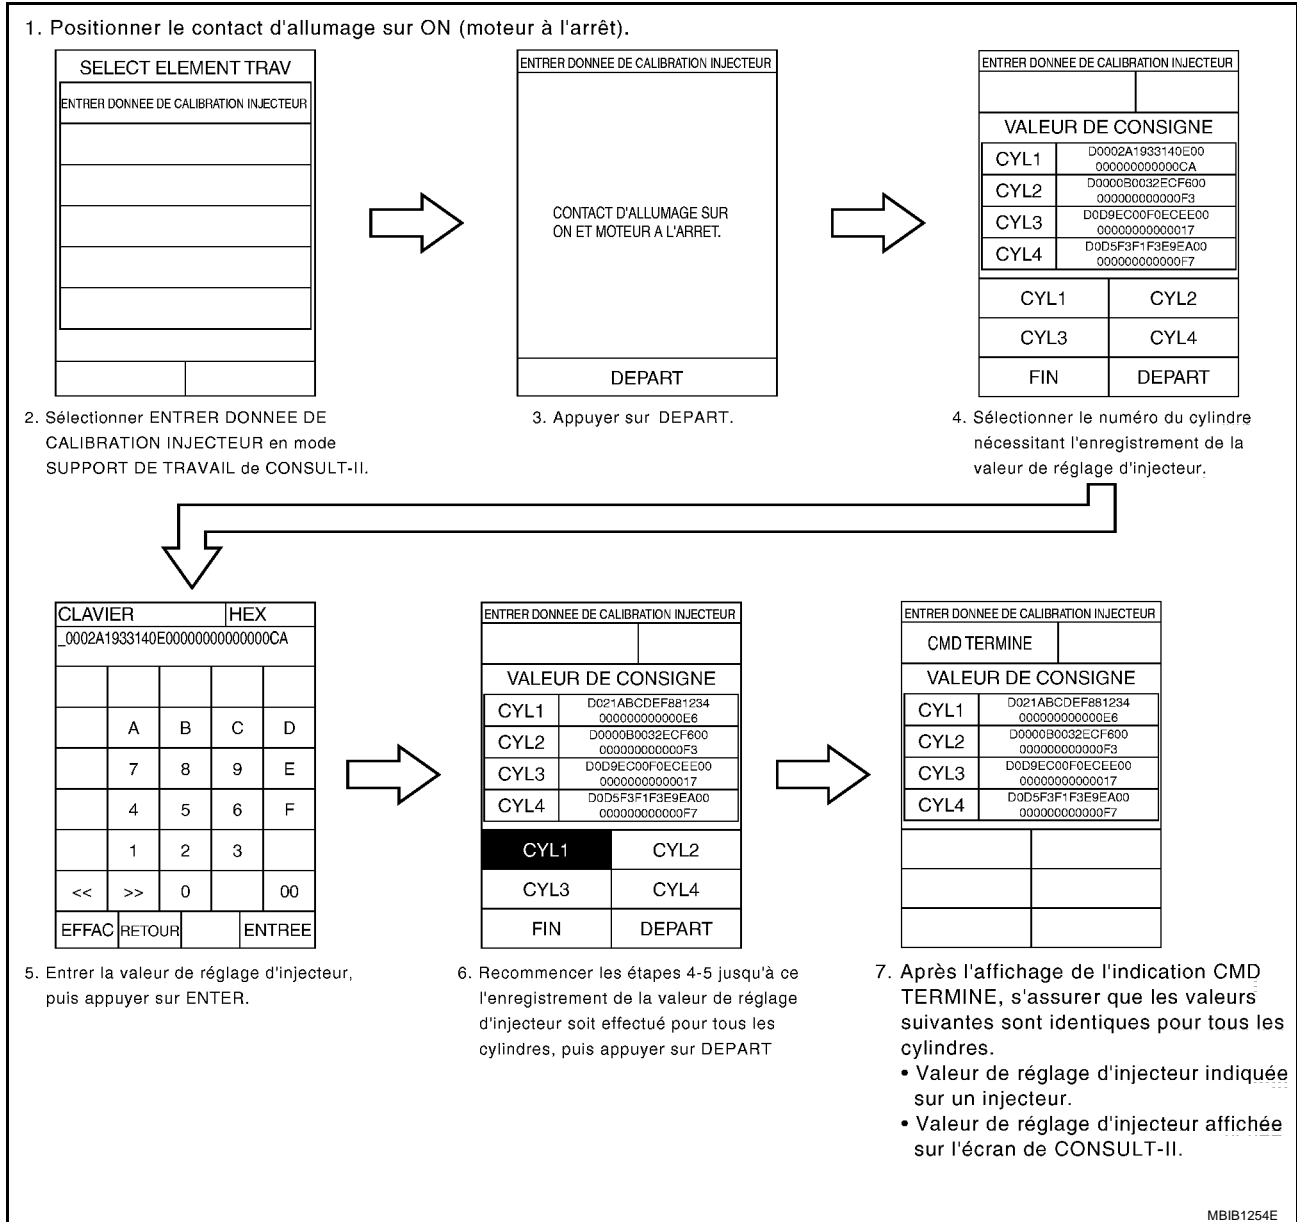 1. Positionner le contact d'allumage sur ON (moteur à l'arrêt).
SELECT ELEMENT TRAV
ENTRER DONNEE DE CALIBRATION INJECTEUR
2. Sélectionner ENTRER DONNEE DE
CALIBRATION INJECTEUR en mode
SUPPORT DE TRAVAIL de CONSULT-II.
ENTRER DONNEE DE CALIBRATION INJECTEUR
CONTACT D'ALLUMAGE SUR
ON ET MOTEUR A L'ARRET.
DEPART
3. Appuyer sur DEPART.
ENTRER DONNEE DE CALIBRATION INJECTEUR
VALEUR DE CONSIGNE
CYL1 D0002A1933140E00
000000000000CA
CYL2 D0000B0032ECF600
000000000000F3
CYL3 D0D9EC00F0ECEE00
00000000000017
CYL4 D0D5F3F1F3E9EA00
000000000000F7
CYL1 CYL2
CYL3 CYL4
FIN DEPART
4. Sélectionner le numéro du cylindre
nécessitant l'enregistrement de la
valeur de réglage d'injecteur.
CLAVIER HEX
_0002A1933140E00000000000000CA
A B C D
7 8 9 E
4 5 6 F
1 2 3
<< >> 0 00
EFFAC RETOUR ENTREE
5. Entrer la valeur de réglage d'injecteur,
puis appuyer sur ENTER.
ENTRER DONNEE DE CALIBRATION INJECTEUR
VALEUR DE CONSIGNE
CYL1 D021ABCDEF881234
000000000000E6
CYL2 D0000B0032ECF600
000000000000F3
CYL3 D0D9EC00F0ECEE00
00000000000017
CYL4 D0D5F3F1F3E9EA00
000000000000F7
CYL1 CYL2
CYL3 CYL4
FIN DEPART
6. Recommencer les étapes 4-5 jusqu'à ce
l'enregistrement de la valeur de réglage
d'injecteur soit effectué pour tous les
cylindres, puis appuyer sur DEPART
ENTRER DONNEE DE CALIBRATION INJECTEUR
CMD TERMINE
VALEUR DE CONSIGNE
CYL1 D021ABCDEF881234
000000000000E6
CYL2 D0000B0032ECF600
000000000000F3
CYL3 D0D9EC00F0ECEE00
00000000000017
CYL4 D0D5F3F1F3E9EA00
000000000000F7
7. Après l'affichage de l'indication CMD
TERMINE, s'assurer que les valeurs
suivantes sont identiques pour tous les
cylindres.
• Valeur de réglage d'injecteur indiquée
sur un injecteur.
• Valeur de réglage d'injecteur affichée
sur l'écran de CONSULT-II.
MBIB1254E